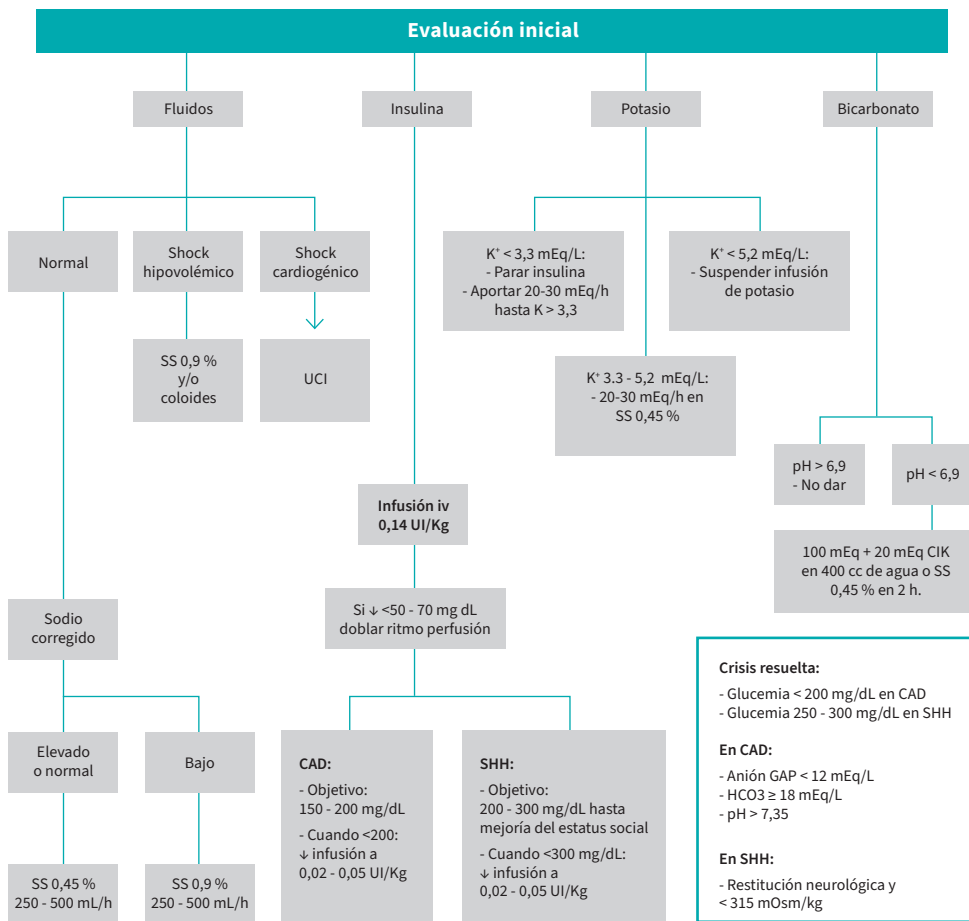 Evaluación inicial
Fluidos
Insulina
Potasio
Bicarbonato
Normal
Shock
hipovolémico
Shock
cardiogénico
K+ < 3,3 mEq/L:
- Parar insulina
- Aportar 20-30 mEq/h
hasta K > 3,3
K+ < 5,2 mEq/L:
- Suspender infusión
de potasio
SS 0,9 %
y/o
coloides
UCI
K+ 3.3 - 5,2 mEq/L:
- 20-30 mEq/h en
SS 0,45 %
pH > 6,9
- No dar
pH < 6,9
Infusión iv
0,14 UI/Kg
100 mEq + 20 mEq ClK
en 400 cc de agua o SS
0,45 % en 2 h.
Si ↓ <50 - 70 mg dL
doblar ritmo perfusión
Sodio
corregido
Elevado
o normal
Bajo
SS 0,45 %
250 - 500 mL/h
SS 0,9 %
250 - 500 mL/h
CAD:
- Objetivo:
150 - 200 mg/dL
- Cuando <200:
↓ infusión a
0,02 - 0,05 UI/Kg
SHH:
- Objetivo:
200 - 300 mg/dL hasta
mejoría del estatus social
- Cuando <300 mg/dL:
↓ infusión a
0,02 - 0,05 UI/Kg
Crisis resuelta:
- Glucemia < 200 mg/dL en CAD
- Glucemia 250 - 300 mg/dL en SHH
En CAD:
- Anión GAP < 12 mEq/L
- HCO3 ≥ 18 mEq/L
- pH > 7,35
En SHH:
- Restitución neurológica y
< 315 mOsm/kg